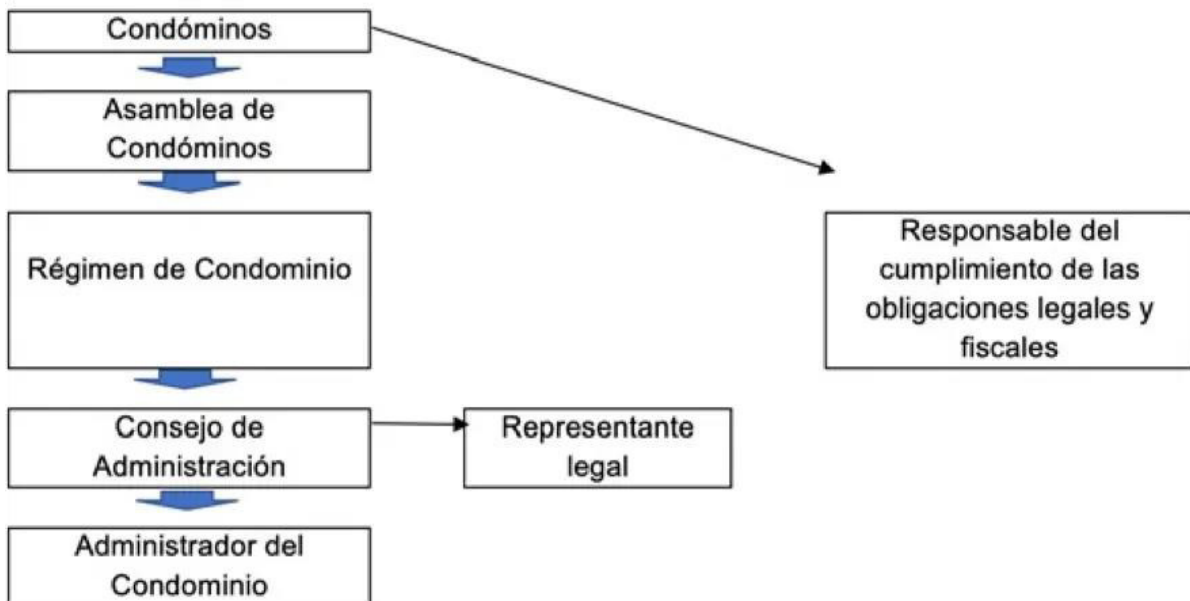 Condóminos
Asamblea de
Condóminos
Régimen de Condominio
Responsable del
cumplimiento de las
obligaciones legales y
fiscales
Consejo de
Administración
Representante
legal
Administrador del
Condominio